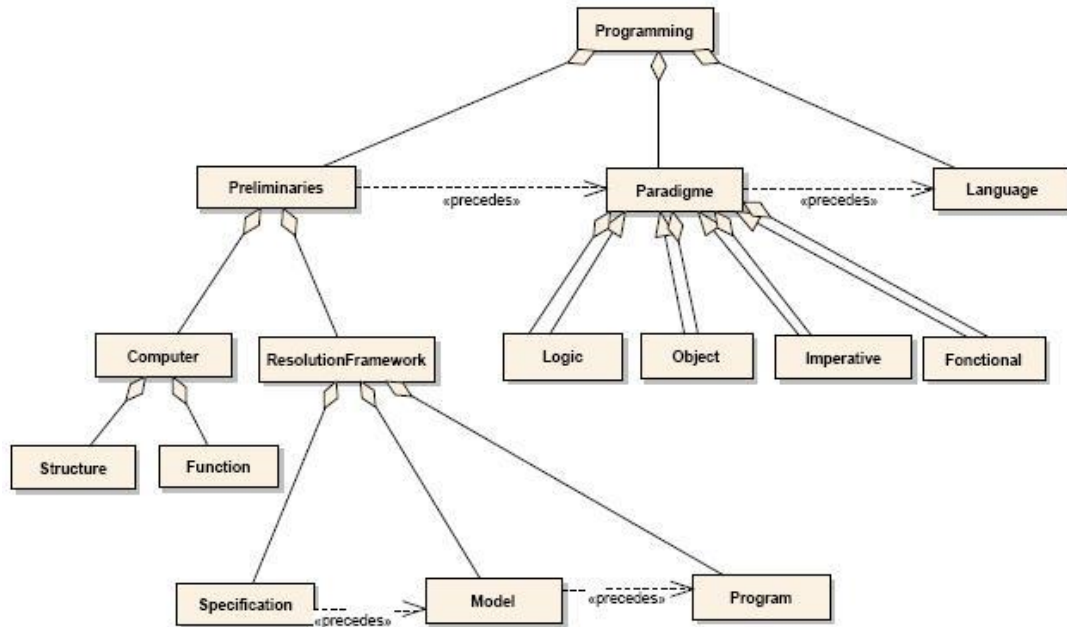 Programming
Preliminaries
«precedes»
Paradigme
«precedes»
Language
Computer
ResolutionFramework
Logic
Object
Imperative
Fonctional
Structure
Function
Specification
«precedes»
Model
«precedes»
Program